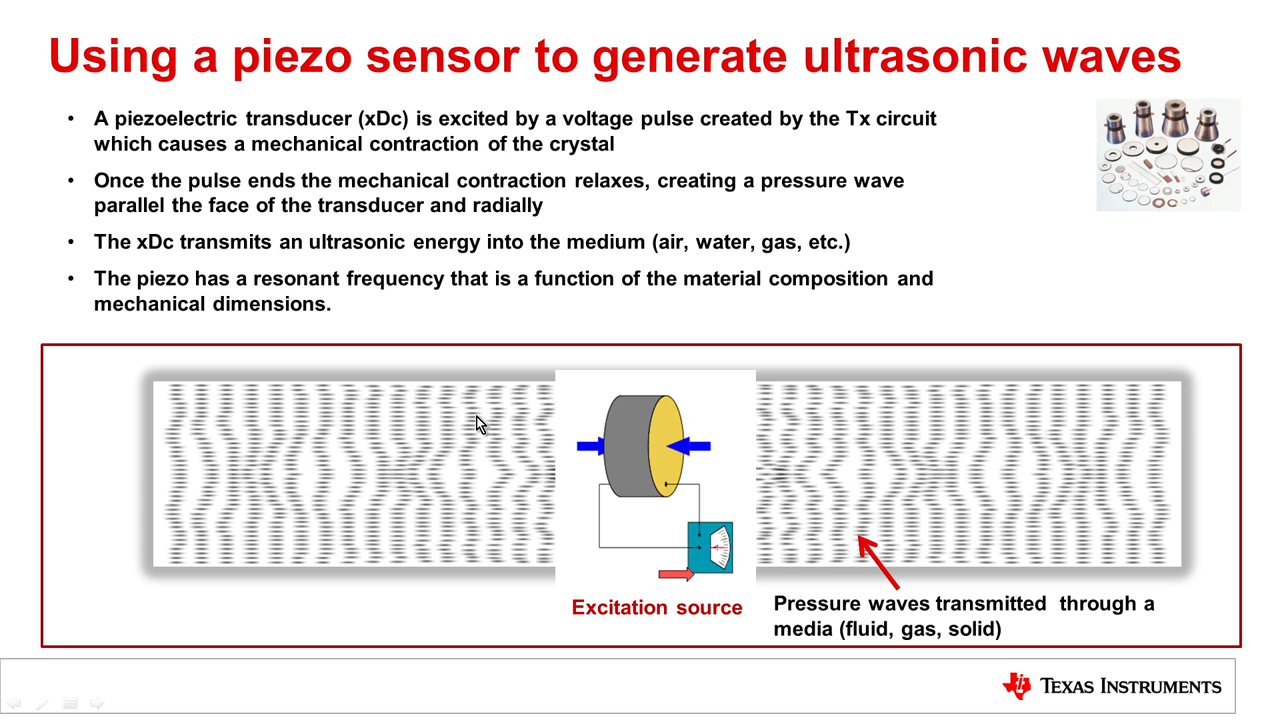 Using a piezo sensor to generate ultrasonic waves
• A piezoelectric transducer (xDc) is excited by a voltage pulse created by the Tx circuit
which causes a mechanical contraction of the crystal
• Once the pulse ends the mechanical contraction relaxes, creating a pressure wave
parallel the face of the transducer and radially
• The xDc transmits an ultrasonic energy into the medium (air, water, gas, etc.)
• The piezo has a resonant frequency that is a function of the material composition and
mechanical dimensions.
Excitation source
Pressure waves transmitted through a
media (fluid, gas, solid)
TEXAS INSTRUMENTS